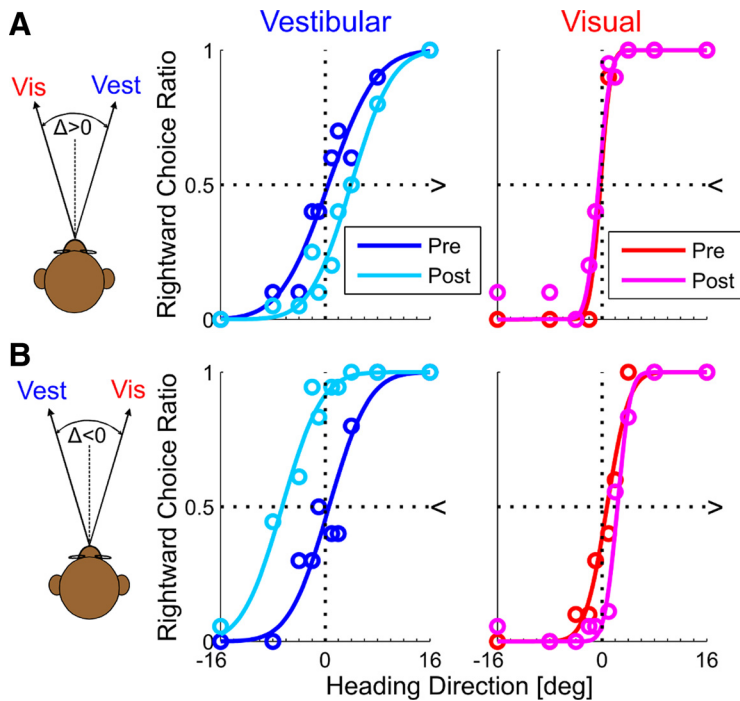 A
Vestibular
Visual
Vis
Vest
Δ>0
Rightward Choice Ratio
1
0.5
0
>
<
Pre
Post
Pre
Post
B
Vest
Vis
Δ<0
Rightward Choice Ratio
1
0.5
0
<
>
-16
0
16
-16
0
16
Heading Direction [deg]